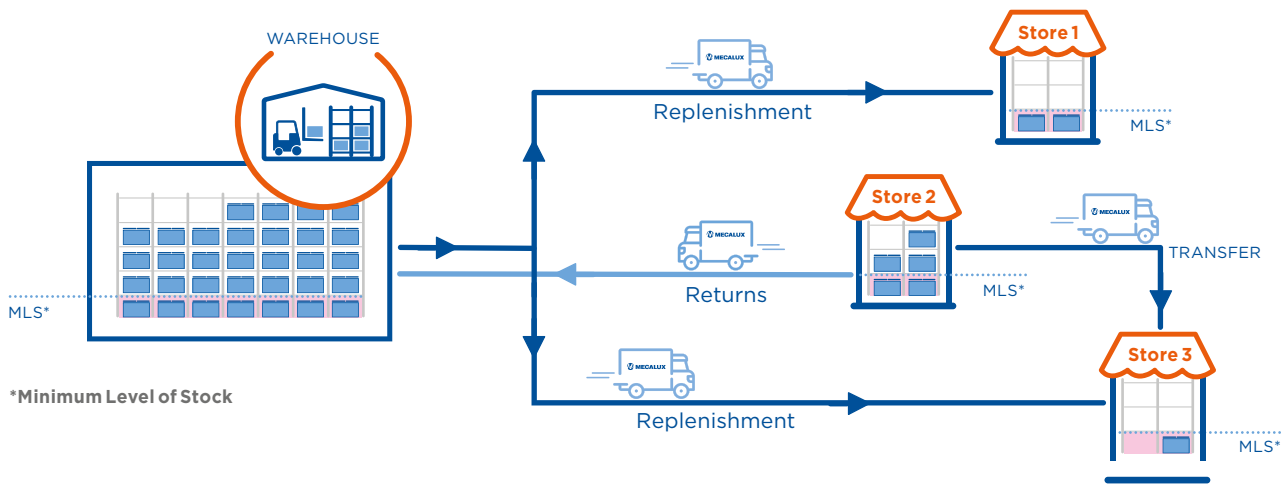 WAREHOUSE
Store 1
MECALUX
Replenishment
MLS*
Store 2
MECALUX
MECALUX
TRANSFER
Returns
MLS*
MLS*
Store 3
MECALUX
Replenishment
MLS*
*Minimum Level of Stock